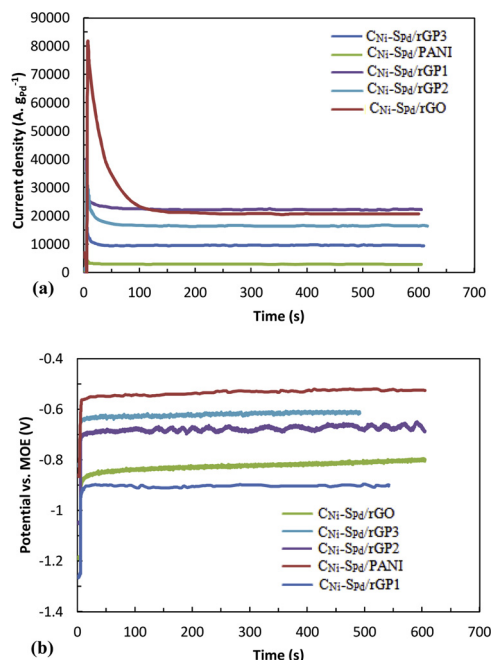 90000
80000
70000
60000
50000
40000
30000
20000
10000
0
Current density (A. gPd⁻¹)
CNi-SPd/rGP3
CNi-SPd/PANI
CNi-SPd/rGP1
CNi-SPd/rGP2
CNi-SPd/rGO
0 100 200 300 400 500 600 700
(a)
Time (s)
-0.4
-0.6
-0.8
-1
-1.2
-1.4
Potential vs. MOE (V)
CNi-SPd/rGO
CNi-SPd/rGP3
CNi-SPd/rGP2
CNi-SPd/PANI
CNi-SPd/rGP1
0 100 200 300 400 500 600 700
(b)
Time (s)